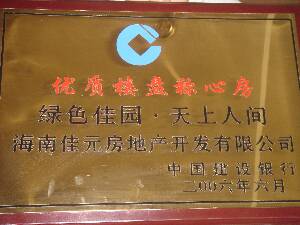 优质楼盘称心房
绿色佳园·天上人间
海南佳元房地产开发有限公司
中国建设银行
二00六年六月